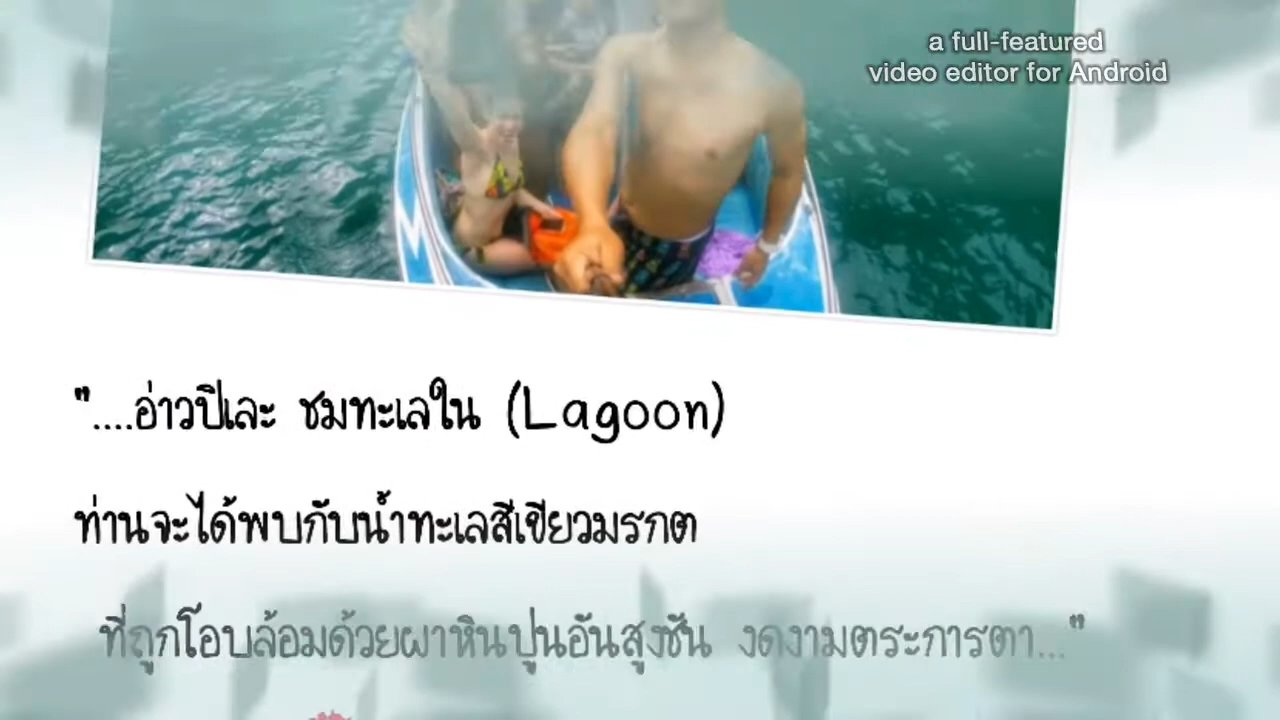 a full-featured
video editor for Android
"....อ่าวปิเละ ชมทะเลใน (Lagoon)
ท่านจะได้พบกับน้ำทะเลสีเขียวมรกต
ที่ถูกโอบล้อมด้วยผาหินปูนอันสูงชัน งดงามตระการตา..."